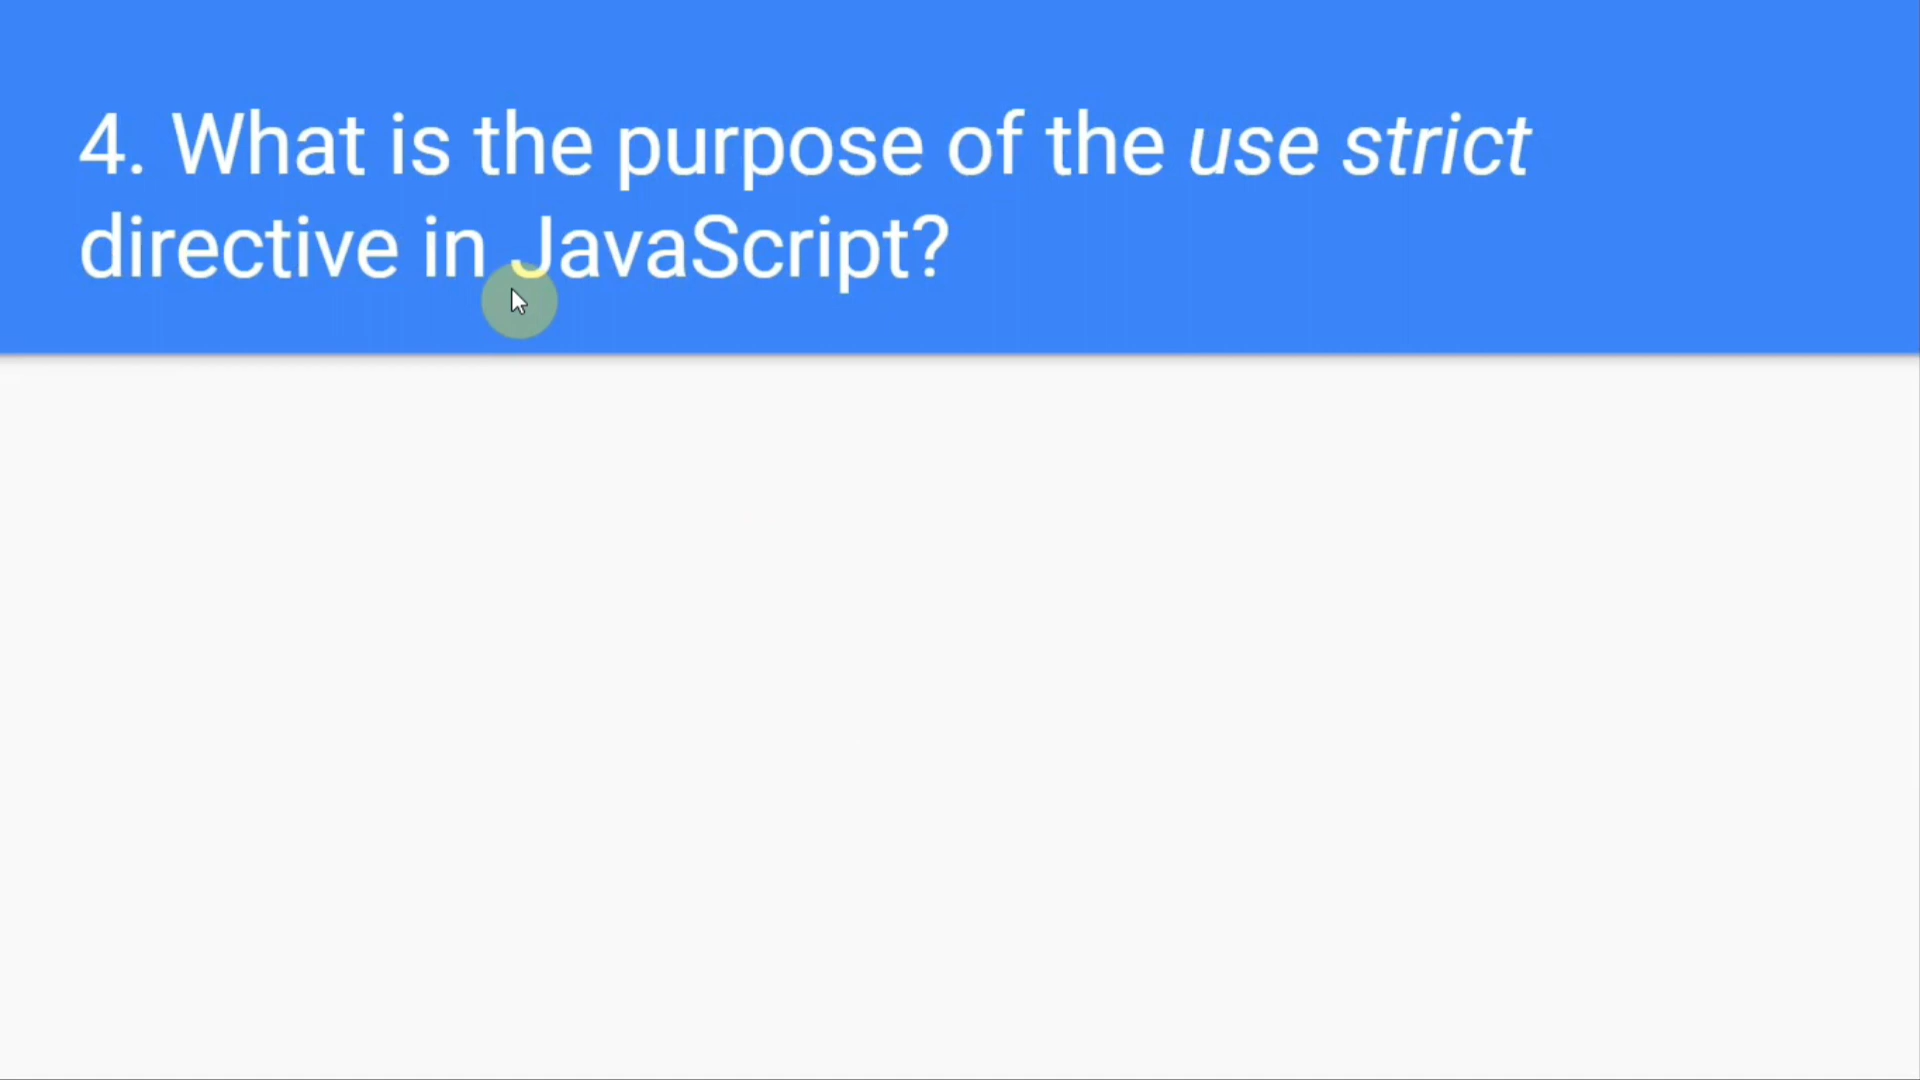 4. What is the purpose of the use strict
directive in JavaScript?